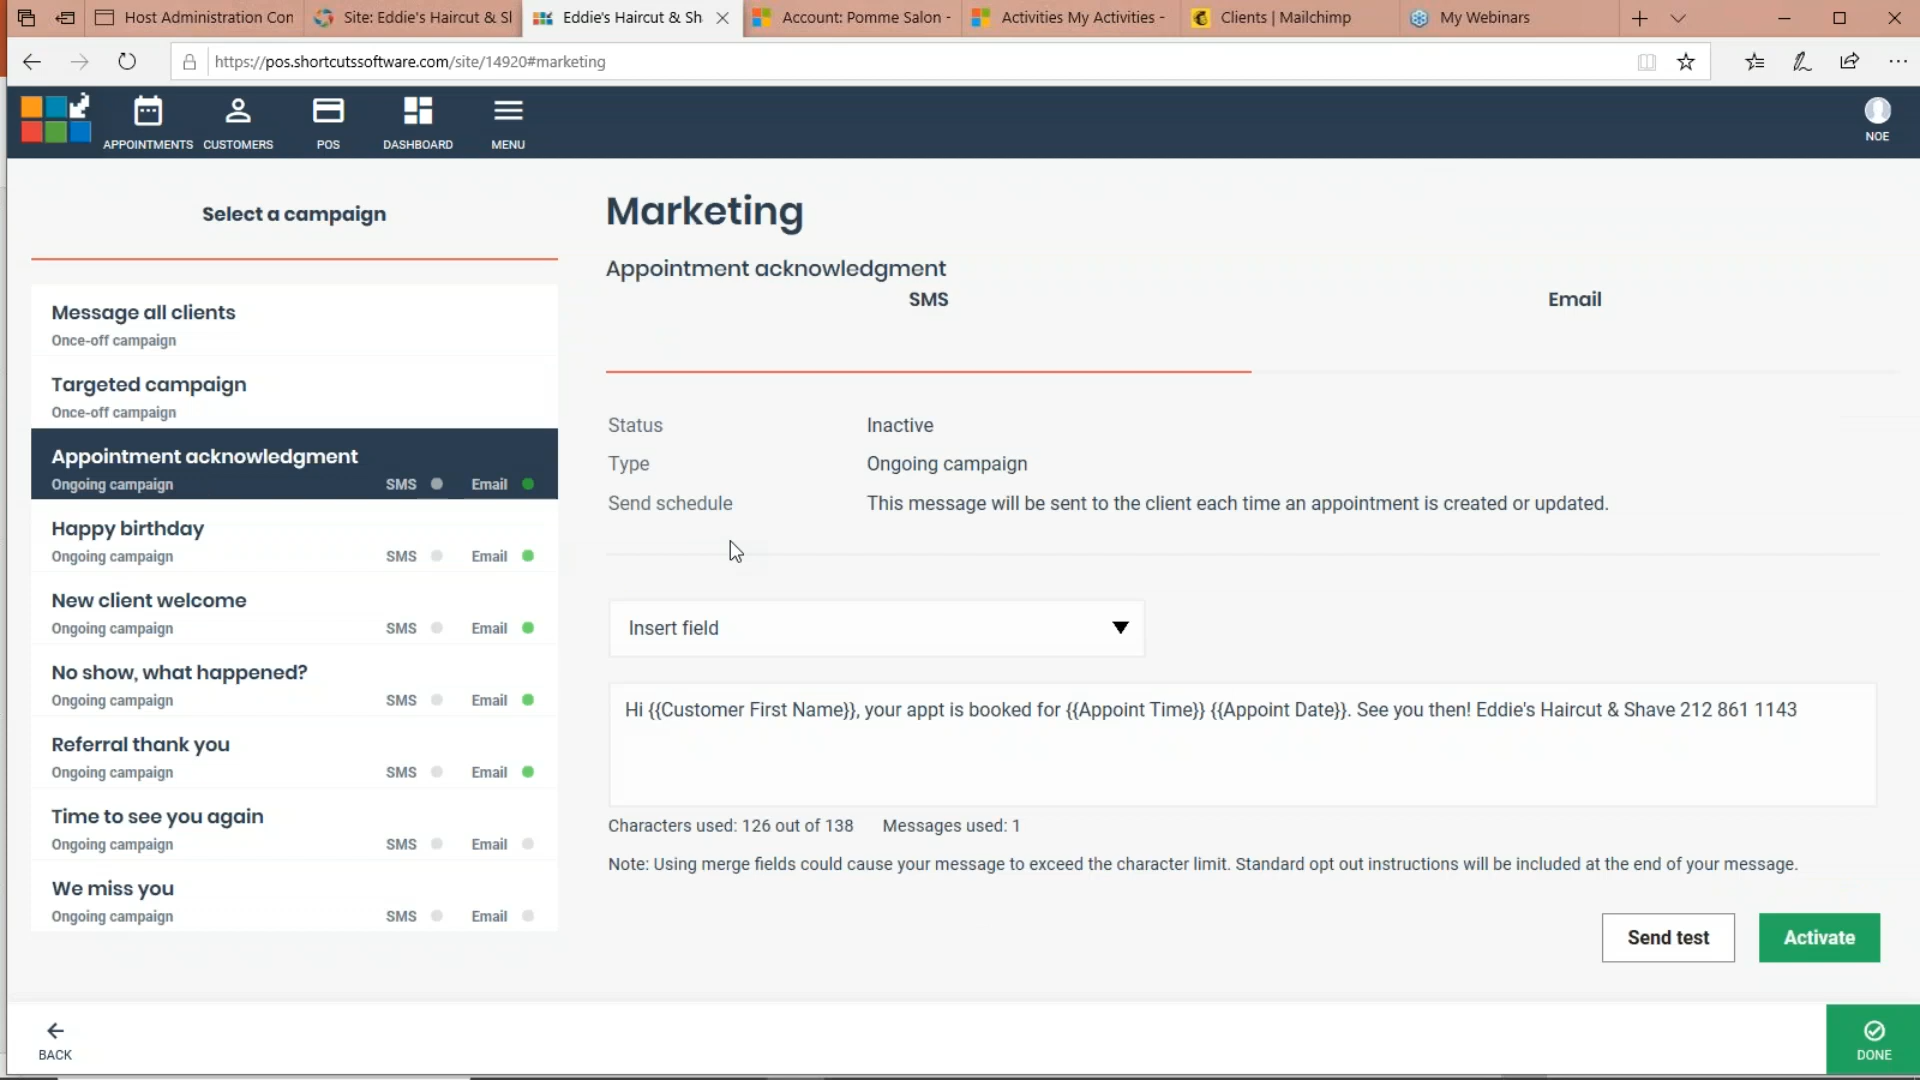 Host Administration Con
Site: Eddie's Haircut & Sl
Eddie's Haircut & Sh
Account: Pomme Salon -
Activities My Activities -
Clients | Mailchimp
My Webinars
https://pos.shortcutssoftware.com/site/14920#marketing
APPOINTMENTS
CUSTOMERS
POS
DASHBOARD
MENU
NOE
Select a campaign
Message all clients
Once-off campaign
Targeted campaign
Once-off campaign
Appointment acknowledgment
Ongoing campaign SMS Email
Happy birthday
Ongoing campaign SMS Email
New client welcome
Ongoing campaign SMS Email
No show, what happened?
Ongoing campaign SMS Email
Referral thank you
Ongoing campaign SMS Email
Time to see you again
Ongoing campaign SMS Email
We miss you
Ongoing campaign SMS Email
Marketing
Appointment acknowledgment
SMS Email
Status Inactive
Type Ongoing campaign
Send schedule This message will be sent to the client each time an appointment is created or updated.
Insert field
Hi {{Customer First Name}}, your appt is booked for {{Appoint Time}} {{Appoint Date}}. See you then! Eddie's Haircut & Shave 212 861 1143
Characters used: 126 out of 138 Messages used: 1
Note: Using merge fields could cause your message to exceed the character limit. Standard opt out instructions will be included at the end of your message.
Send test Activate
BACK
DONE